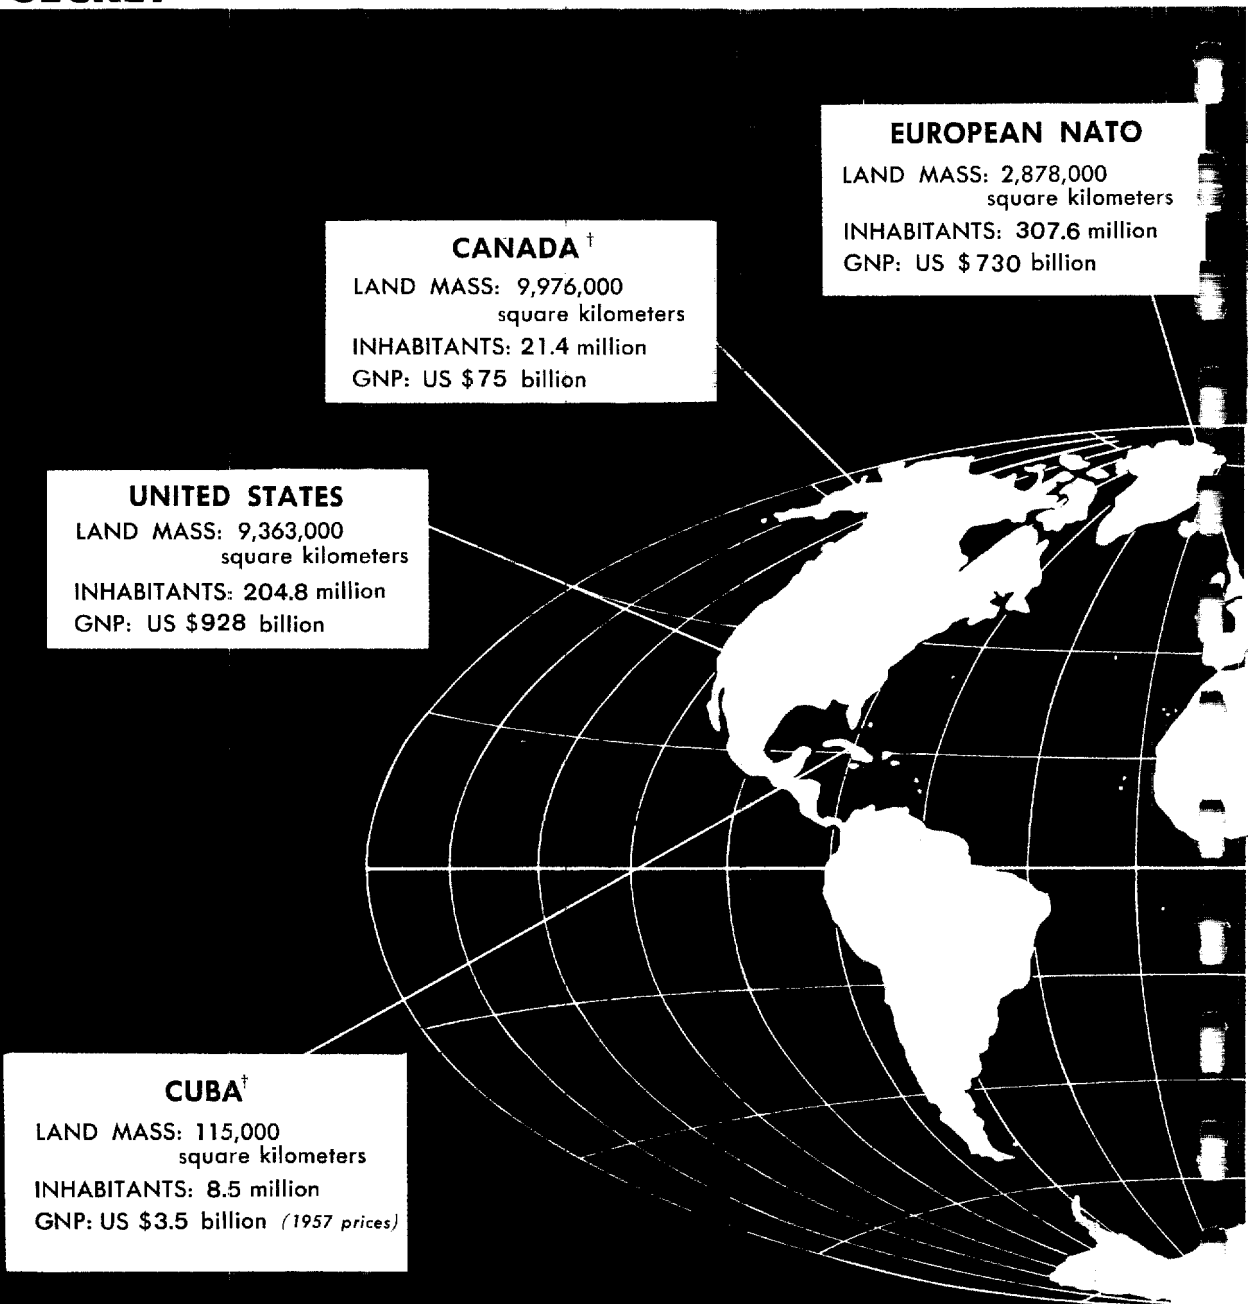 EUROPEAN NATO
LAND MASS: 2,878,000
square kilometers
INHABITANTS: 307.6 million
GNP: US $730 billion
CANADA†
LAND MASS: 9,976,000
square kilometers
INHABITANTS: 21.4 million
GNP: US $75 billion
UNITED STATES
LAND MASS: 9,363,000
square kilometers
INHABITANTS: 204.8 million
GNP: US $928 billion
CUBA†
LAND MASS: 115,000
square kilometers
INHABITANTS: 8.5 million
GNP: US $3.5 billion (1957 prices)